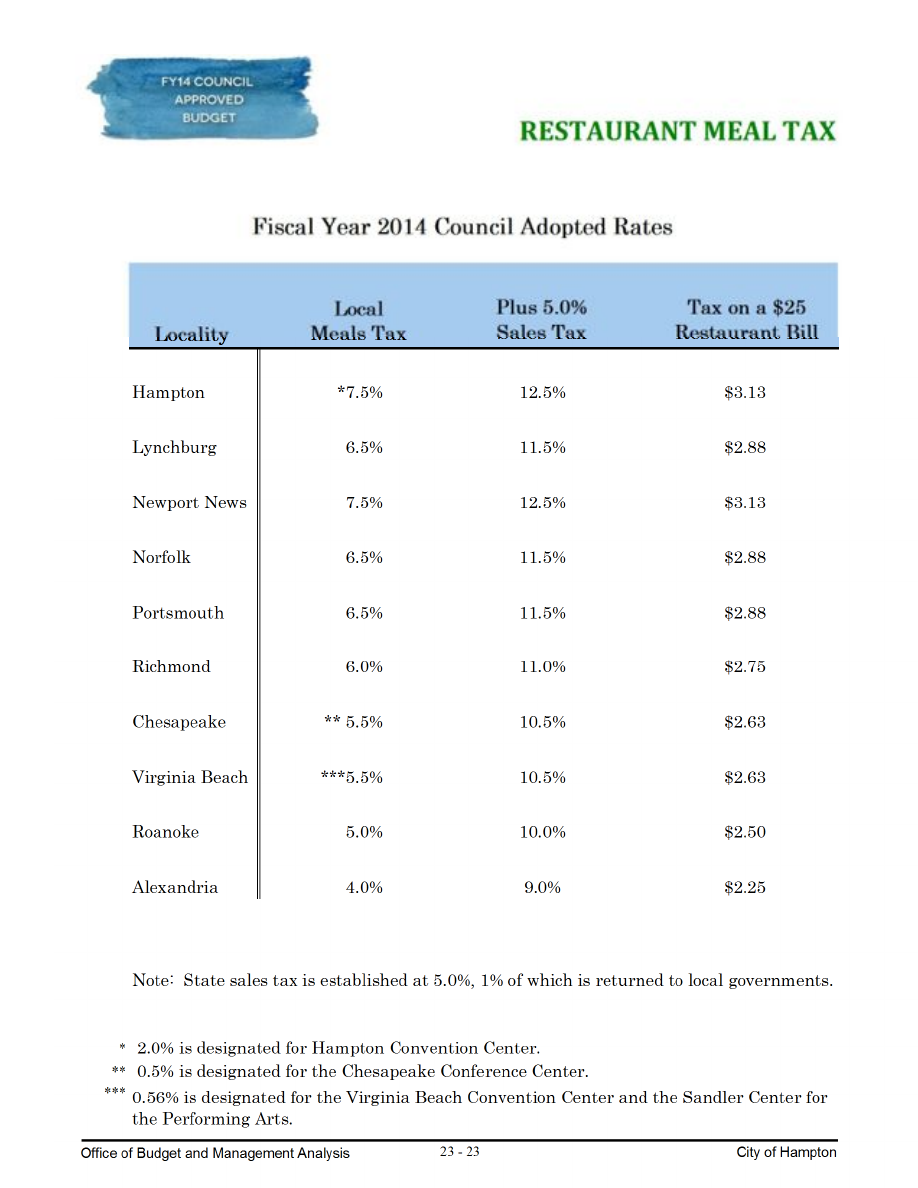 FY14 COUNCIL
APPROVED
BUDGET
RESTAURANT MEAL TAX
Fiscal Year 2014 Council Adopted Rates
Locality Local Meals Tax Plus 5.0% Sales Tax Tax on a $25 Restaurant Bill
Hampton *7.5% 12.5% $3.13
Lynchburg 6.5% 11.5% $2.88
Newport News 7.5% 12.5% $3.13
Norfolk 6.5% 11.5% $2.88
Portsmouth 6.5% 11.5% $2.88
Richmond 6.0% 11.0% $2.75
Chesapeake ** 5.5% 10.5% $2.63
Virginia Beach ***5.5% 10.5% $2.63
Roanoke 5.0% 10.0% $2.50
Alexandria 4.0% 9.0% $2.25
Note: State sales tax is established at 5.0%, 1% of which is returned to local governments.
* 2.0% is designated for Hampton Convention Center.
** 0.5% is designated for the Chesapeake Conference Center.
*** 0.56% is designated for the Virginia Beach Convention Center and the Sandler Center for
the Performing Arts.
Office of Budget and Management Analysis 23 - 23 City of Hampton